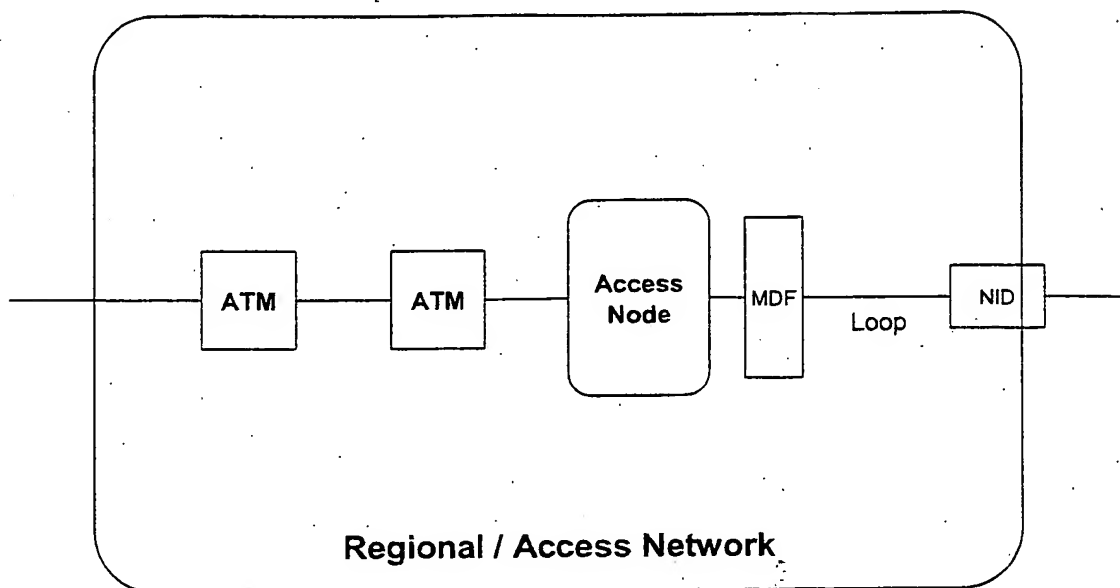 ATM
ATM
Access
Node
MDF
Loop
NID
Regional / Access Network